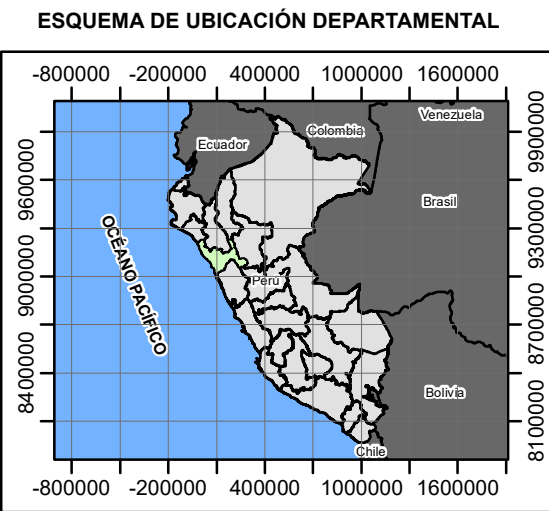 ESQUEMA DE UBICACIÓN DEPARTAMENTAL
-800000 -200000 400000 1000000 1600000
Venezuela
Colombia
Ecuador
9900000
9600000
Brasil
9300000
OCÉANO PACÍFICO
9000000
Perú
8700000
8400000
Bolivia
8100000
Chile
-800000 -200000 400000 1000000 1600000